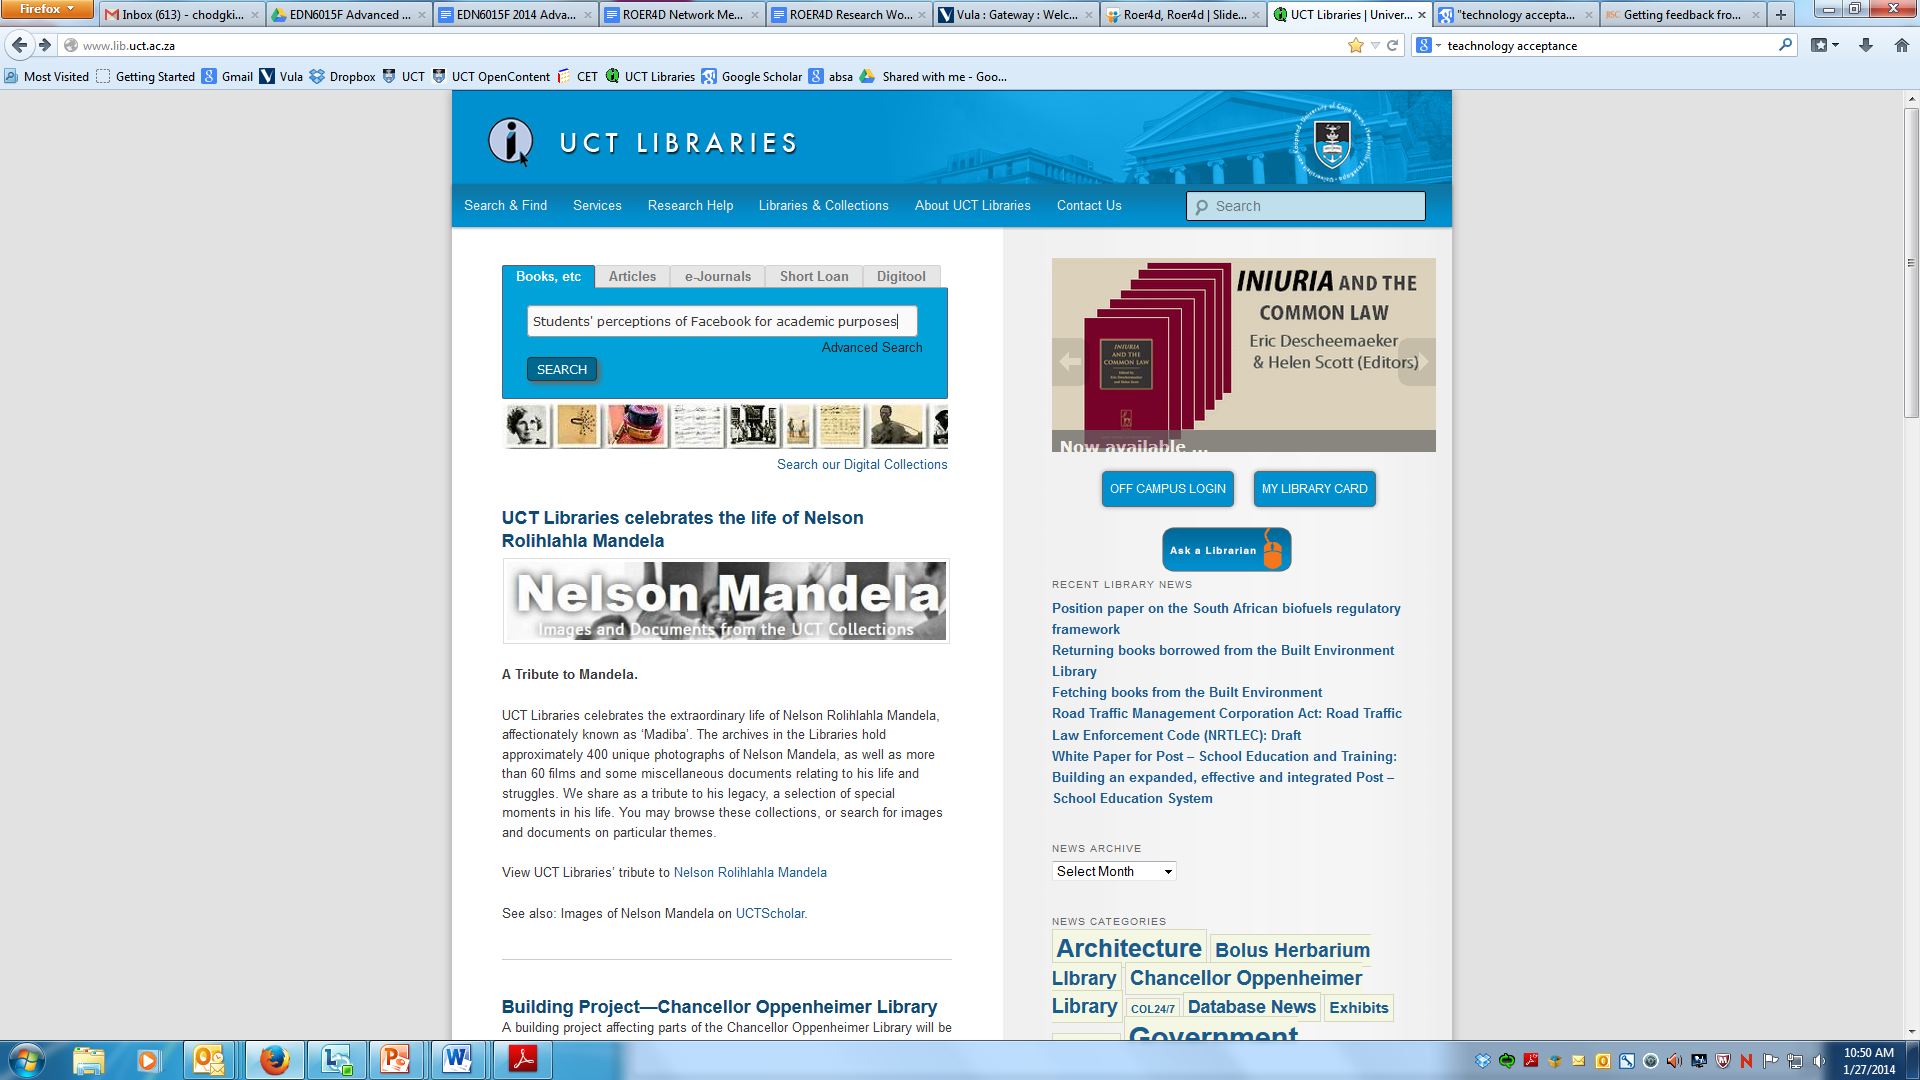 Firefox
Inbox (613) - chodgki...
EDN6015F Advanced ...
EDN6015F 2014 Adva...
ROER4D Network Me...
ROER4D Research Wo...
Vula : Gateway : Welc...
Roer4d, Roer4d | Slide...
UCT Libraries | Univer...
"technology accepta...
JISC Getting feedback fro...
www.lib.uct.ac.za
teachnology acceptance
Most Visited
Getting Started
Gmail
Vula
Dropbox
UCT
UCT OpenContent
CET
UCT Libraries
Google Scholar
absa
Shared with me - Goo...
UCT LIBRARIES
Search & Find
Services
Research Help
Libraries & Collections
About UCT Libraries
Contact Us
Search
Books, etc
Articles
e-Journals
Short Loan
Digitool
Students' perceptions of Facebook for academic purposes
Advanced Search
SEARCH
Search our Digital Collections
UCT Libraries celebrates the life of Nelson
Rolihlahla Mandela
Nelson Mandela
Images and Documents from the UCT Collections
A Tribute to Mandela.
UCT Libraries celebrates the extraordinary life of Nelson Rolihlahla Mandela,
affectionately known as ‘Madiba’. The archives in the Libraries hold
approximately 400 unique photographs of Nelson Mandela, as well as more
than 60 films and some miscellaneous documents relating to his life and
struggles. We share as a tribute to his legacy, a selection of special
moments in his life. You may browse these collections, or search for images
and documents on particular themes.
View UCT Libraries’ tribute to Nelson Rolihlahla Mandela
See also: Images of Nelson Mandela on UCTScholar.
Building Project—Chancellor Oppenheimer Library
A building project affecting parts of the Chancellor Oppenheimer Library will be
INIURIA AND THE
COMMON LAW
Eric Descheemaeker
& Helen Scott (Editors)
INIURIA
AND THE
COMMON LAW
Now available ...
OFF CAMPUS LOGIN
MY LIBRARY CARD
Ask a Librarian
RECENT LIBRARY NEWS
Position paper on the South African biofuels regulatory
framework
Returning books borrowed from the Built Environment
Library
Fetching books from the Built Environment
Road Traffic Management Corporation Act: Road Traffic
Law Enforcement Code (NRTLEC): Draft
White Paper for Post – School Education and Training:
Building an expanded, effective and integrated Post –
School Education System
NEWS ARCHIVE
Select Month
NEWS CATEGORIES
Architecture Bolus Herbarium
LIbrary Chancellor Oppenheimer
Library COL24/7 Database News Exhibits
Government
10:50 AM
1/27/2014